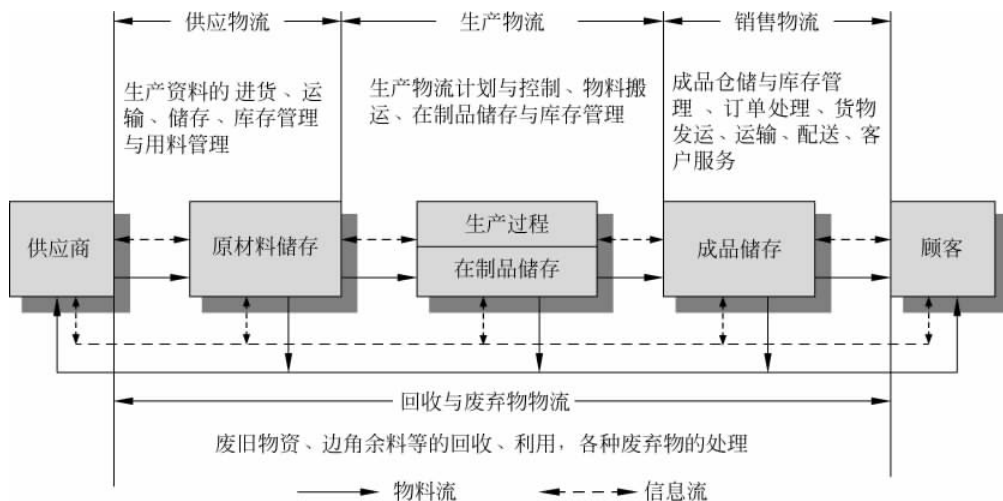 供应物流
生产物流
销售物流
生产资料的 进货 、运
输、储存、库存管理
与用料管理
生产物流计划与控制、物料搬
运、在制品储存与库存管理
成品仓储与库存管
理 、订单处理、货物
发运、运输、配送、客
户服务
供应商
原材料储存
生产过程
在制品储存
成品储存
顾客
回收与废弃物物流
废旧物资、边角余料等的回收、利用，各种废弃物的处理
物料流
信息流